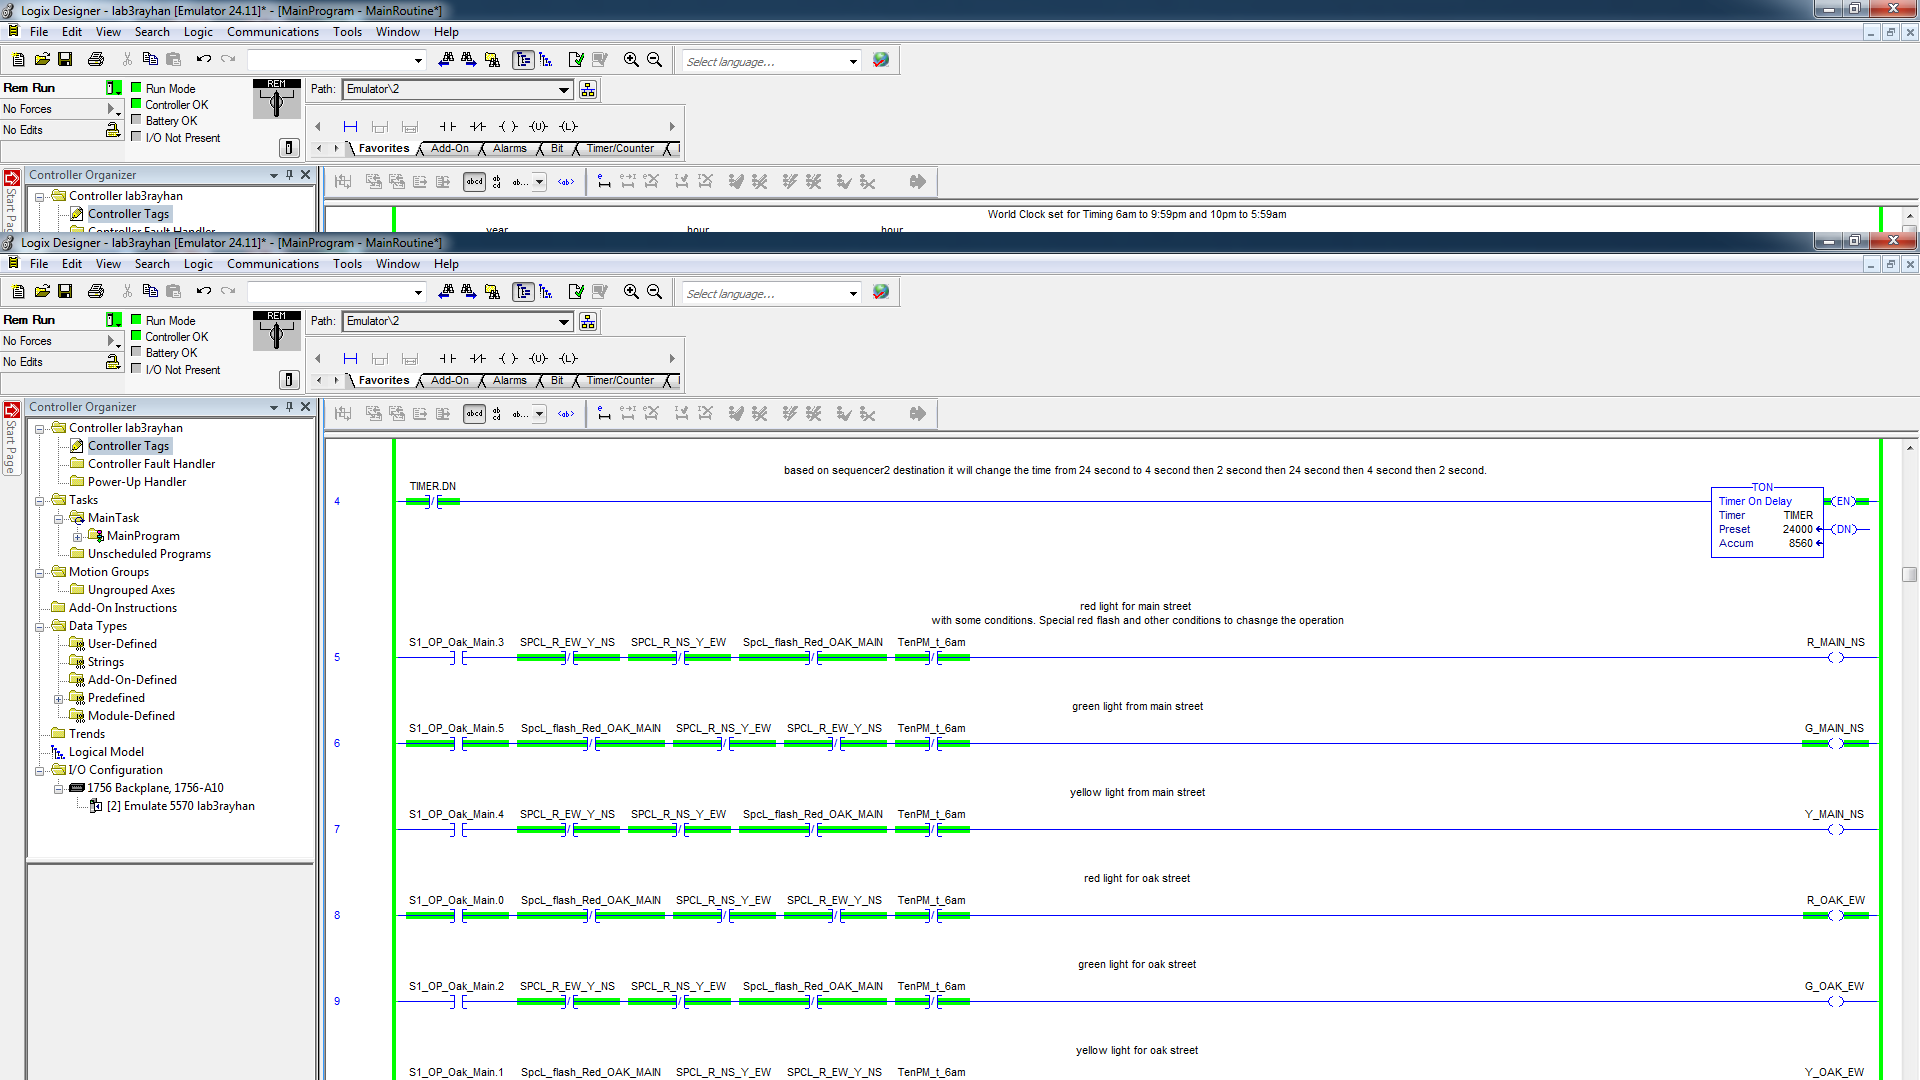 Logix Designer - lab3rayhan [Emulator 24.11]* - [MainProgram - MainRoutine*]
File Edit View Search Logic Communications Tools Window Help
Select language...
Rem Run
No Forces
No Edits
Run Mode
Controller OK
Battery OK
I/O Not Present
REM
Path: Emulator\2
Favorites Add-On Alarms Bit Timer/Counter
Start Pa
Controller Organizer
Controller lab3rayhan
Controller Tags
Controller Fault Handler
World Clock set for Timing 6am to 9:59pm and 10pm to 5:59am
year hour hour
Logix Designer - lab3rayhan [Emulator 24.11]* - [MainProgram - MainRoutine*]
File Edit View Search Logic Communications Tools Window Help
Select language...
Rem Run
No Forces
No Edits
Run Mode
Controller OK
Battery OK
I/O Not Present
REM
Path: Emulator\2
Favorites Add-On Alarms Bit Timer/Counter
Start Page
Controller Organizer
Controller lab3rayhan
Controller Tags
Controller Fault Handler
Power-Up Handler
Tasks
MainTask
MainProgram
Unscheduled Programs
Motion Groups
Ungrouped Axes
Add-On Instructions
Data Types
User-Defined
Strings
Add-On-Defined
Predefined
Module-Defined
Trends
Logical Model
I/O Configuration
1756 Backplane, 1756-A10
[2] Emulate 5570 lab3rayhan
based on sequencer2 destination it will change the time from 24 second to 4 second then 2 second then 24 second then 4 second then 2 second.
TIMER.DN
4
TON
Timer On Delay
Timer TIMER
Preset 24000
Accum 8560
EN
DN
red light for main street
with some conditions. Special red flash and other conditions to chasnge the operation
S1_OP_Oak_Main.3 SPCL_R_EW_Y_NS SPCL_R_NS_Y_EW SpcL_flash_Red_OAK_MAIN TenPM_t_6am R_MAIN_NS
5
green light from main street
S1_OP_Oak_Main.5 SpcL_flash_Red_OAK_MAIN SPCL_R_NS_Y_EW SPCL_R_EW_Y_NS TenPM_t_6am G_MAIN_NS
6
yellow light from main street
S1_OP_Oak_Main.4 SPCL_R_EW_Y_NS SPCL_R_NS_Y_EW SpcL_flash_Red_OAK_MAIN TenPM_t_6am Y_MAIN_NS
7
red light for oak street
S1_OP_Oak_Main.0 SpcL_flash_Red_OAK_MAIN SPCL_R_NS_Y_EW SPCL_R_EW_Y_NS TenPM_t_6am R_OAK_EW
8
green light for oak street
S1_OP_Oak_Main.2 SPCL_R_EW_Y_NS SPCL_R_NS_Y_EW SpcL_flash_Red_OAK_MAIN TenPM_t_6am G_OAK_EW
9
yellow light for oak street
S1_OP_Oak_Main.1 SpcL_flash_Red_OAK_MAIN SPCL_R_NS_Y_EW SPCL_R_EW_Y_NS TenPM_t_6am Y_OAK_EW